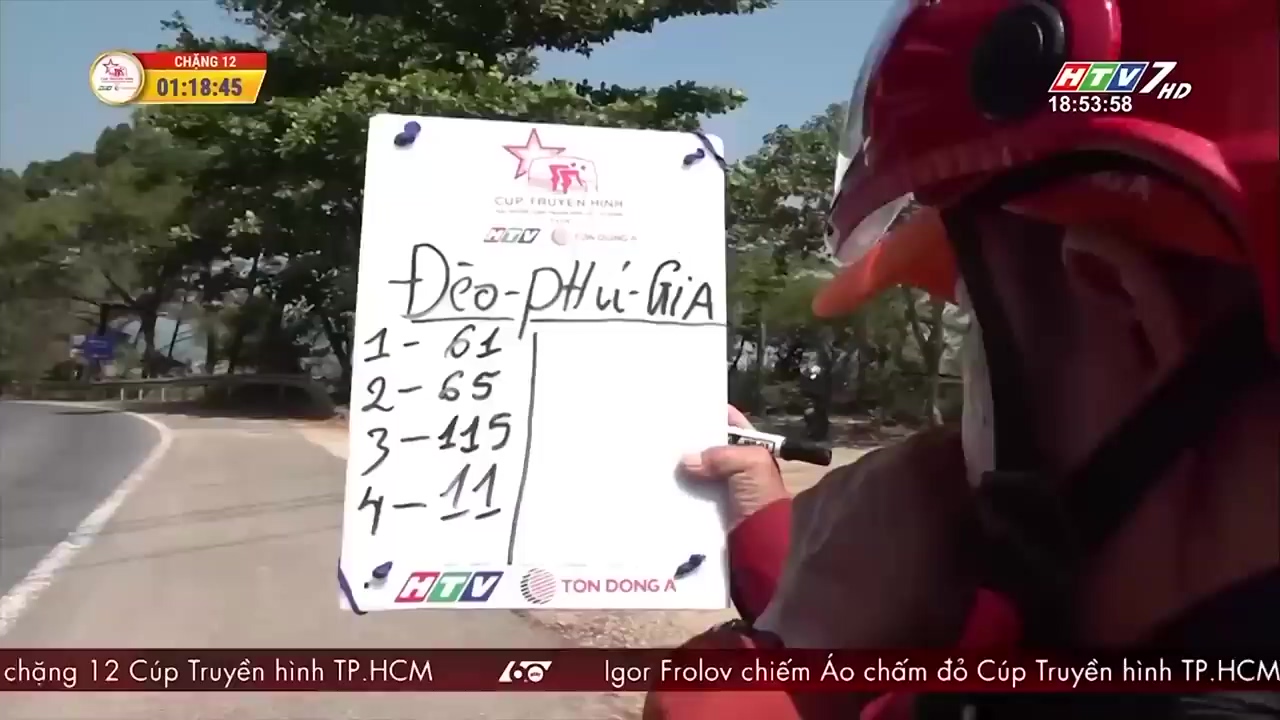 CHẶNG 12
01:18:45
HTV7 HD
18:53:58
CÚP TRUYỀN HÌNH
HTV TON DONG A
Đèo-PHÚ-GIA
1- 61
2- 65
3-115
4-11
HTV TON DONG A
chặng 12 Cúp Truyền hình TP.HCM
60
Igor Frolov chiếm Áo chấm đỏ Cúp Truyền hình TP.HCM